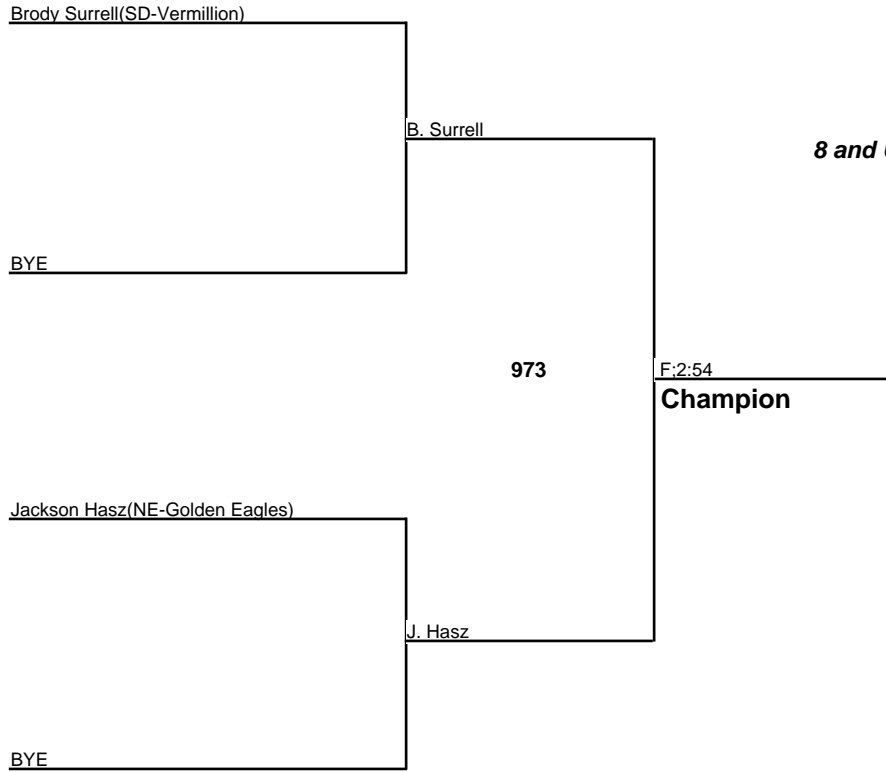 Brody Surrell(SD-Vermillion)
B. Surrell
8 and
BYE
973
F;2:54
Champion
Jackson Hasz(NE-Golden Eagles)
J. Hasz
BYE